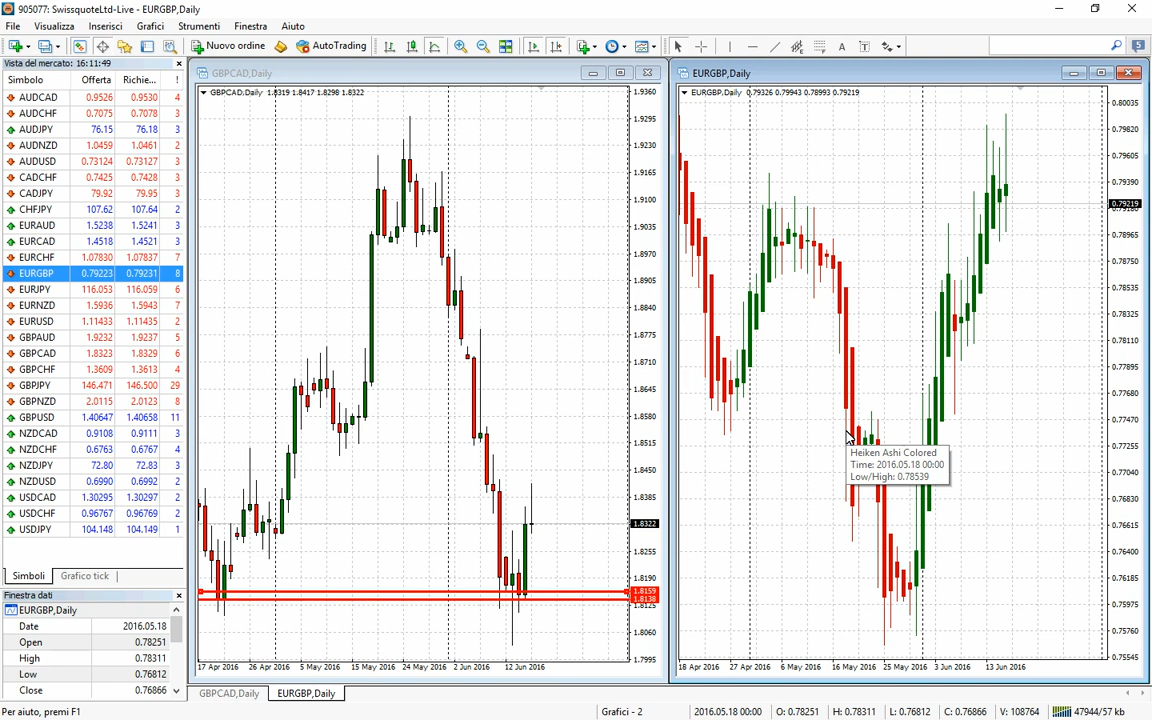 905077: SwissquoteLtd-Live - EURGBP,Daily
File Visualizza Inserisci Grafici Strumenti Finestra Aiuto
Nuovo ordine AutoTrading 5
Vista del mercato: 16:11:49
Simbolo Offerta Richie... !
AUDCAD 0.9526 0.9530 4
AUDCHF 0.7075 0.7078 3
AUDJPY 76.15 76.18 3
AUDNZD 1.0459 1.0461 2
AUDUSD 0.73124 0.73127 3
CADCHF 0.7425 0.7428 3
CADJPY 79.92 79.95 3
CHFJPY 107.62 107.64 2
EURAUD 1.5238 1.5241 3
EURCAD 1.4518 1.4521 3
EURCHF 1.07830 1.07837 7
EURGBP 0.79223 0.79231 8
EURJPY 116.053 116.059 6
EURNZD 1.5936 1.5943 7
EURUSD 1.11433 1.11435 2
GBPAUD 1.9232 1.9237 5
GBPCAD 1.8323 1.8329 6
GBPCHF 1.3609 1.3613 4
GBPJPY 146.471 146.500 29
GBPNZD 2.0115 2.0123 8
GBPUSD 1.40647 1.40658 11
NZDCAD 0.9108 0.9111 3
NZDCHF 0.6763 0.6767 4
NZDJPY 72.80 72.83 3
NZDUSD 0.6990 0.6992 2
USDCAD 1.30295 1.30297 2
USDCHF 0.96767 0.96769 2
USDJPY 104.148 104.149 1
Simboli Grafico tick
Finestra dati
EURGBP,Daily
Date 2016.05.18
Open 0.78251
High 0.78311
Low 0.76812
Close 0.76866
GBPCAD,Daily
GBPCAD,Daily 1.8319 1.8417 1.8298 1.8322
1.9360
1.9295
1.9230
1.9165
1.9100
1.9035
1.8970
1.8905
1.8840
1.8775
1.8710
1.8645
1.8580
1.8515
1.8450
1.8385
1.8322
1.8255
1.8190
1.8159
1.8138
1.8125
1.8060
1.7995
17 Apr 2016 26 Apr 2016 5 May 2016 15 May 2016 24 May 2016 2 Jun 2016 12 Jun 2016
EURGBP,Daily
EURGBP,Daily 0.79326 0.79943 0.78993 0.79219
0.80035
0.79820
0.79605
0.79390
0.79219
0.78965
0.78750
0.78535
0.78325
0.78110
0.77895
0.77680
0.77470
0.77255
0.77040
0.76830
0.76615
0.76400
0.76185
0.75975
0.75760
0.75545
Heiken Ashi Colored
Time: 2016.05.18 00:00
Low/High: 0.78539
18 Apr 2016 27 Apr 2016 6 May 2016 16 May 2016 25 May 2016 3 Jun 2016 13 Jun 2016
GBPCAD,Daily EURGBP,Daily
Per aiuto, premi F1 Grafici - 2 2016.05.18 00:00 O: 0.78251 H: 0.78311 L: 0.76812 C: 0.76866 V: 108764 47944/57 kb